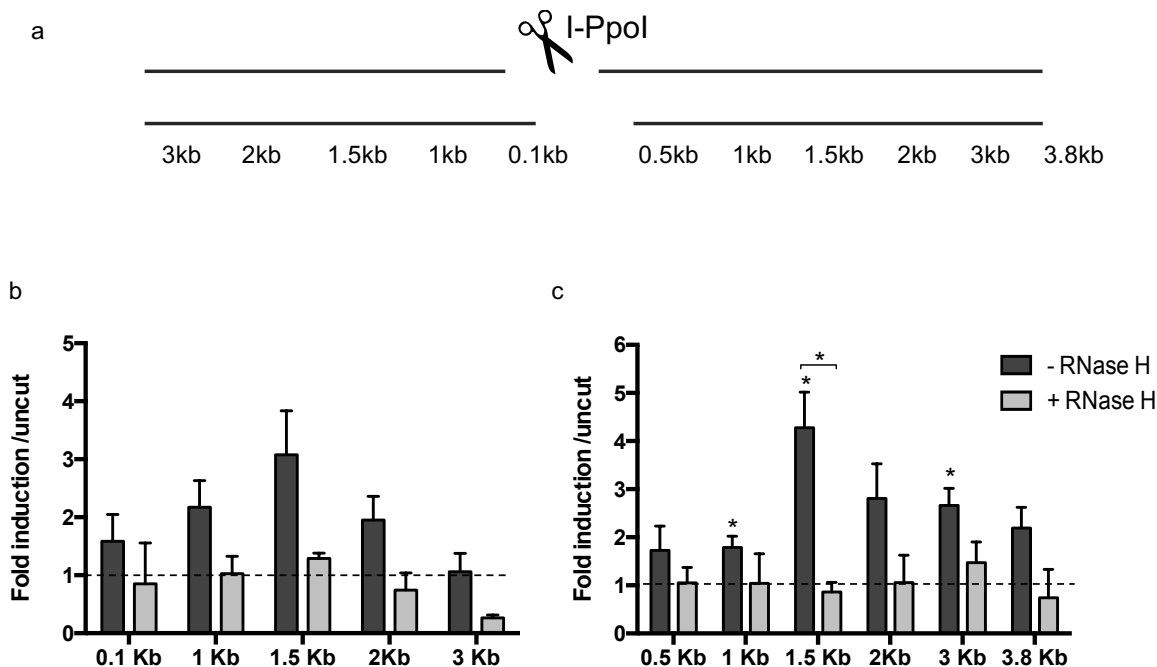 a
I-PpoI
3kb 2kb 1.5kb 1kb 0.1kb 0.5kb 1kb 1.5kb 2kb 3kb 3.8kb
b
Fold induction /uncut
5
4
3
2
1
0
0.1 Kb 1 Kb 1.5 Kb 2Kb 3 Kb
c
Fold induction /uncut
6
5
4
3
2
1
0
* * * *
0.5 Kb 1 Kb 1.5 Kb 2Kb 3 Kb 3.8 Kb
- RNase H
+ RNase H